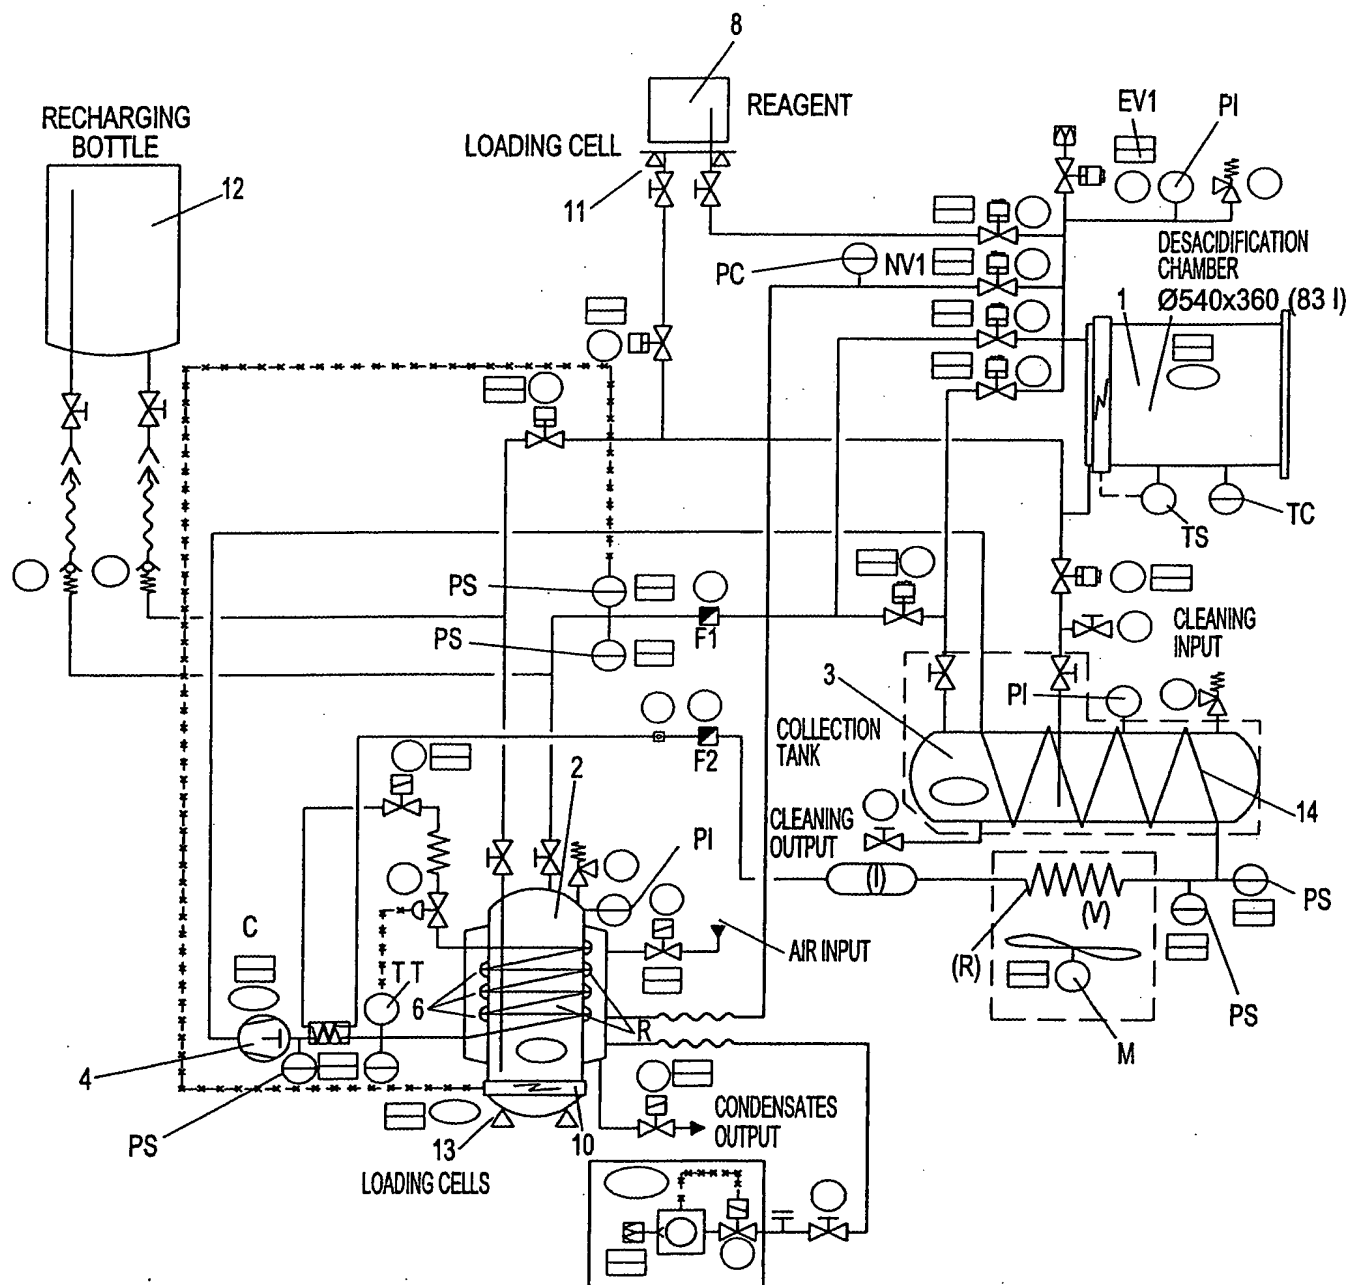 8
REAGENT
EV1
PI
RECHARGING
BOTTLE
LOADING CELL
12
11
PC
NV1
DESACIDIFICATION
CHAMBER
1
Ø540x360 (83 l)
TS
TC
PS
PS
F1
CLEANING
INPUT
3
PI
COLLECTION
TANK
F2
2
14
CLEANING
OUTPUT
PI
(V)
PS
AIR INPUT
C
TT
(R)
6
R
PS
M
4
CONDENSATES
OUTPUT
PS
13
10
LOADING CELLS